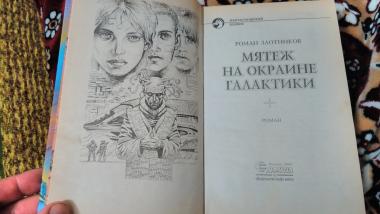 РОМАН ЗЛОТНИКОВ
МЯТЕЖ
НА ОКРАИНЕ
ГАЛАКТИКИ
РОМАН